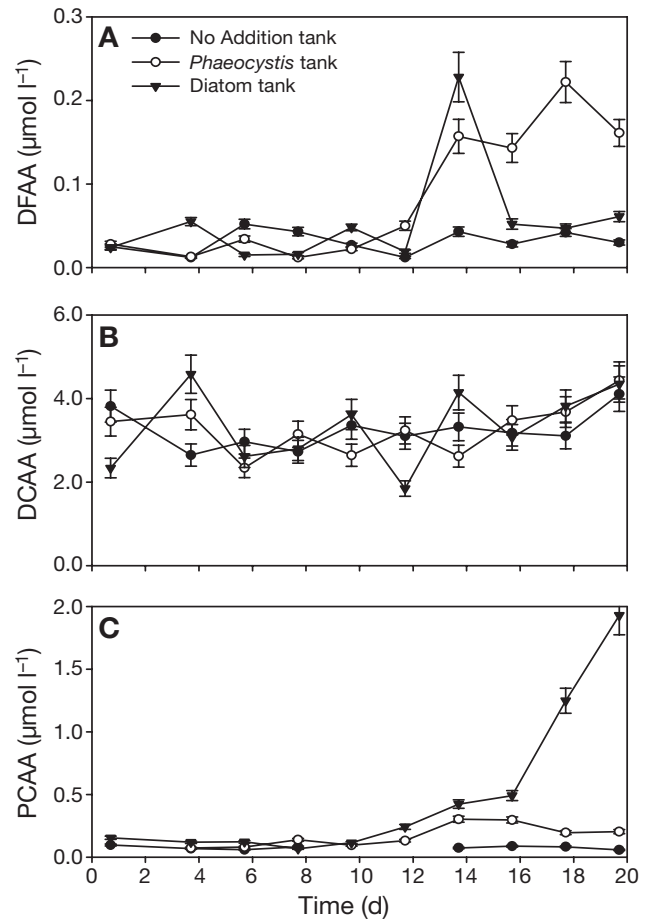 A
No Addition tank
Phaeocystis tank
Diatom tank
0.3
0.2
0.1
0.0
DFAA (µmol l⁻¹)
B
6.0
4.0
2.0
0.0
DCAA (µmol l⁻¹)
C
2.0
1.5
1.0
0.5
0.0
PCAA (µmol l⁻¹)
0 2 4 6 8 10 12 14 16 18 20
Time (d)